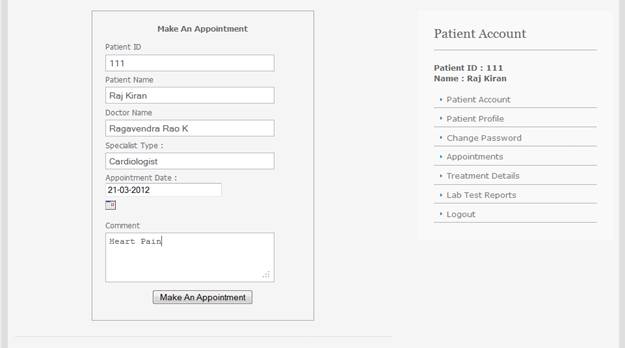 Make An Appointment
Patient ID
111
Patient Name
Raj Kiran
Doctor Name
Ragavendra Rao K
Specialist Type :
Cardiologist
Appointment Date :
21-03-2012
Comment
Heart Pain
Make An Appointment
Patient Account
Patient ID : 111
Name : Raj Kiran
Patient Account
Patient Profile
Change Password
Appointments
Treatment Details
Lab Test Reports
Logout